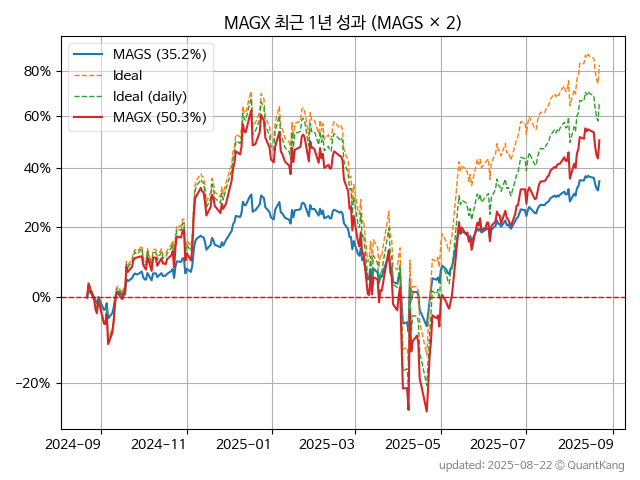 MAGX 최근 1년 성과 (MAGS × 2)
MAGS (35.2%)
Ideal
Ideal (daily)
MAGX (50.3%)
80%
60%
40%
20%
0%
−20%
2024-09 2024-11 2025-01 2025-03 2025-05 2025-07 2025-09
updated: 2025-08-22 © QuantKang